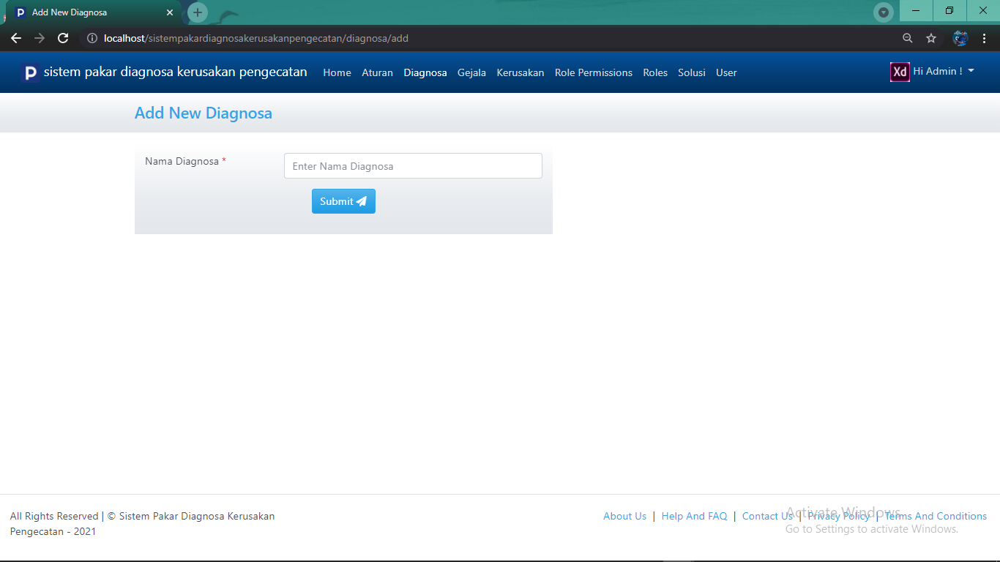 Add New Diagnosa
localhost/sistempakardiagnosakerusakanpengecatan/diagnosa/add
P sistem pakar diagnosa kerusakan pengecatan Home Aturan Diagnosa Gejala Kerusakan Role Permissions Roles Solusi User Xd Hi Admin !
Add New Diagnosa
Nama Diagnosa * Enter Nama Diagnosa
Submit
All Rights Reserved | © Sistem Pakar Diagnosa Kerusakan
Pengecatan - 2021
About Us | Help And FAQ | Contact Us | Privacy Policy | Terms And Conditions
Activate Windows
Go to Settings to activate Windows.